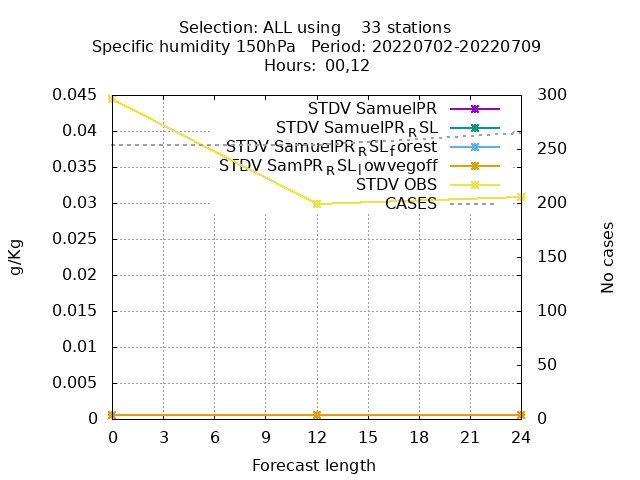 Selection: ALL using    33 stations
Specific humidity 150hPa   Period: 20220702-20220709
Hours: 00,12
STDV SamuelPR
STDV SamuelPR_RSL
STDV SamuelPR_RSL_forest
STDV SamPR_RSL_lowvegoff
STDV OBS
CASES
0.045
0.04
0.035
0.03
0.025
0.02
0.015
0.01
0.005
0
g/Kg
300
250
200
150
100
50
0
No cases
0 3 6 9 12 15 18 21 24
Forecast length